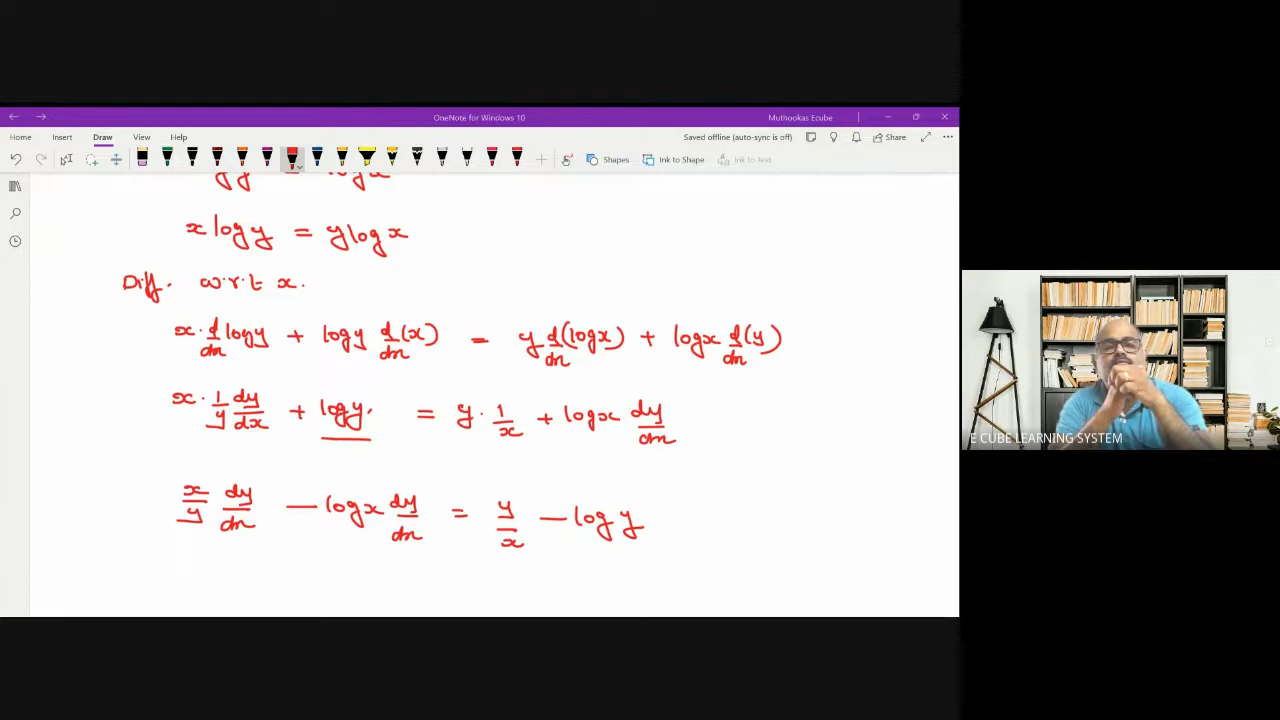 OneNote for Windows 10
Muthookas Ecube
Home Insert Draw View Help
Saved offline (auto-sync is off)
Share
Shapes
Ink to Shape
Ink to Text
x log y = y log x
Diff. w.r.t x.
x · d/dx log y + log y d/dx (x) = y d/dx (log x) + log x d/dx (y)
x · 1/y dy/dx + log y = y · 1/x + log x dy/dx
x/y dy/dx — log x dy/dx = y/x — log y
E CUBE LEARNING SYSTEM